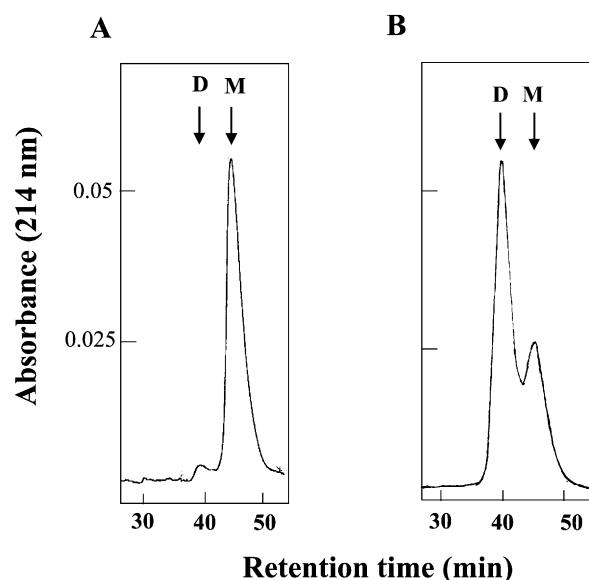 A
B
D M
D M
Absorbance (214 nm)
0.05
0.025
30 40 50
30 40 50
Retention time (min)